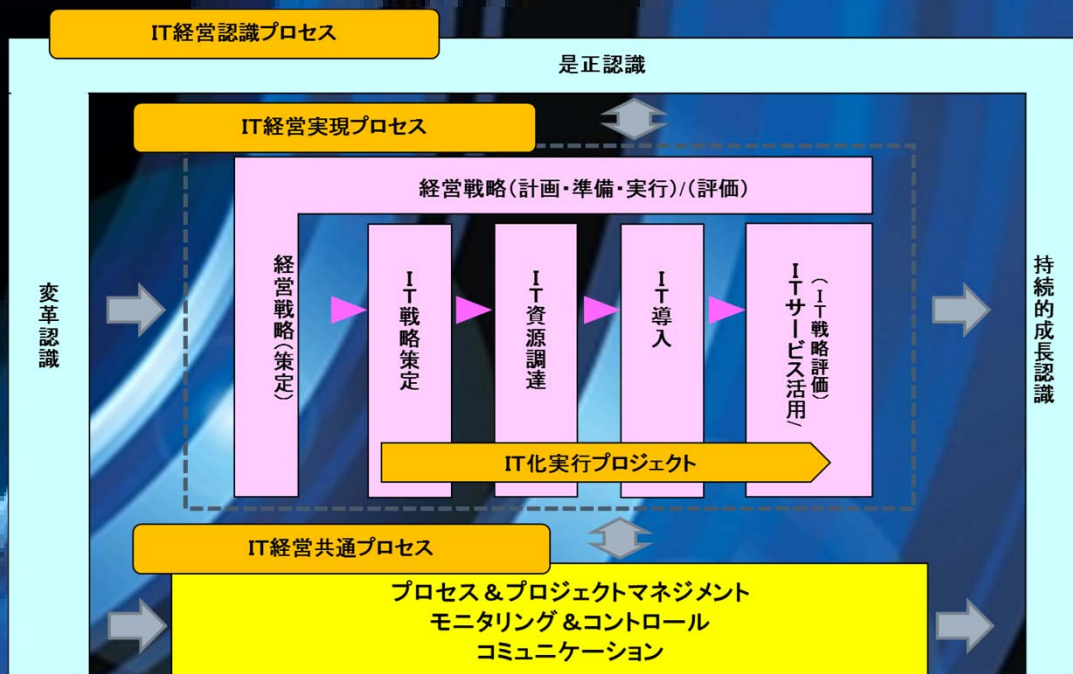 IT経営認識プロセス
是正認識
IT経営実現プロセス
経営戦略(計画・準備・実行)/(評価)
変革認識
経営戦略(策定)
IT戦略策定
IT資源調達
IT導入
ITサービス活用/
(IT戦略評価)
持続的成長認識
IT化実行プロジェクト
IT経営共通プロセス
プロセス&プロジェクトマネジメント
モニタリング&コントロール
コミュニケーション